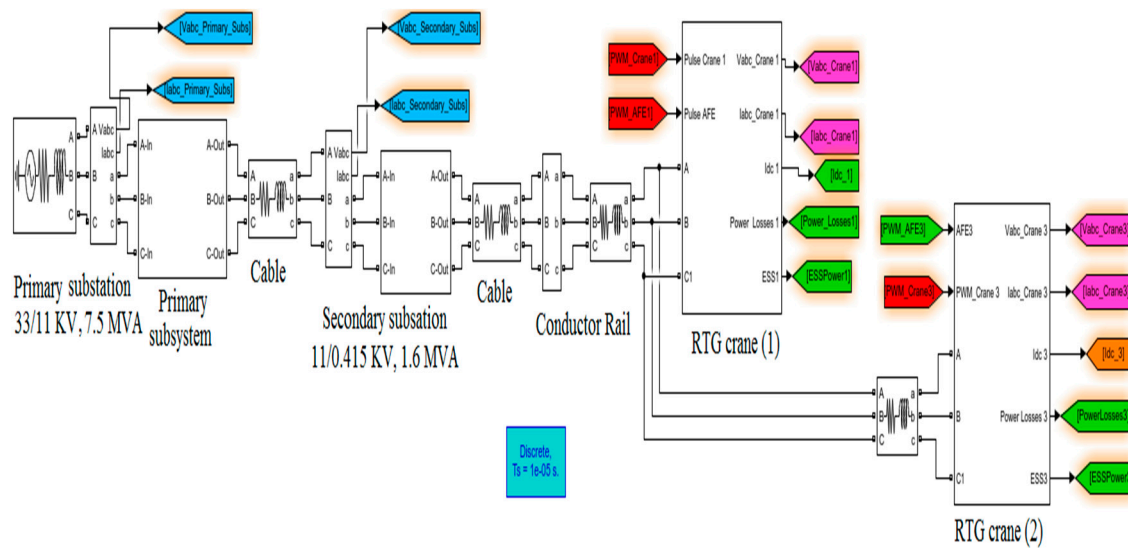 [Vabc_Primary_Subs]
[Iabc_Primary_Subs]
A Vabc
Iabc
A
B
C
B
C
a
b
c
A-In
B-In
C-In
A-Out
B-Out
C-Out
Primary substation
33/11 KV, 7.5 MVA
Primary
subsystem
A
B
C
a
b
c
Cable
[Vabc_Secondary_Subs]
[Iabc_Secondary_Subs]
A Vabc
Iabc
B
C
a
b
c
A-In
B-In
C-In
A-Out
B-Out
C-Out
Secondary subsation
11/0.415 KV, 1.6 MVA
A
B
C
a
b
c
Cable
A
B
C
a
b
c
A
B
C
a
b
c
Conductor Rail
[PWM_Crane1]
[PWM_AFE1]
Pulse Crane 1
Pulse AFE
A
B
C1
Vabc_Crane 1
Iabc_Crane 1
Idc 1
Power_Losses 1
ESS1
[Vabc_Crane1]
[Iabc_Crane1]
[Idc_1]
[Power_Losses1]
[ESSPower1]
RTG crane (1)
Discrete,
Ts = 1e-05 s.
A
B
C
a
b
c
[PWM_AFE3]
[PWM_Crane3]
AFE3
PWM_Crane 3
A
B
C1
Vabc_Crane 3
Iabc_Crane 3
Idc 3
Power Losses 3
ESS3
[Vabc_Crane3]
[Iabc_Crane3]
[Idc_3]
[PowerLosses3]
RTG crane (2)